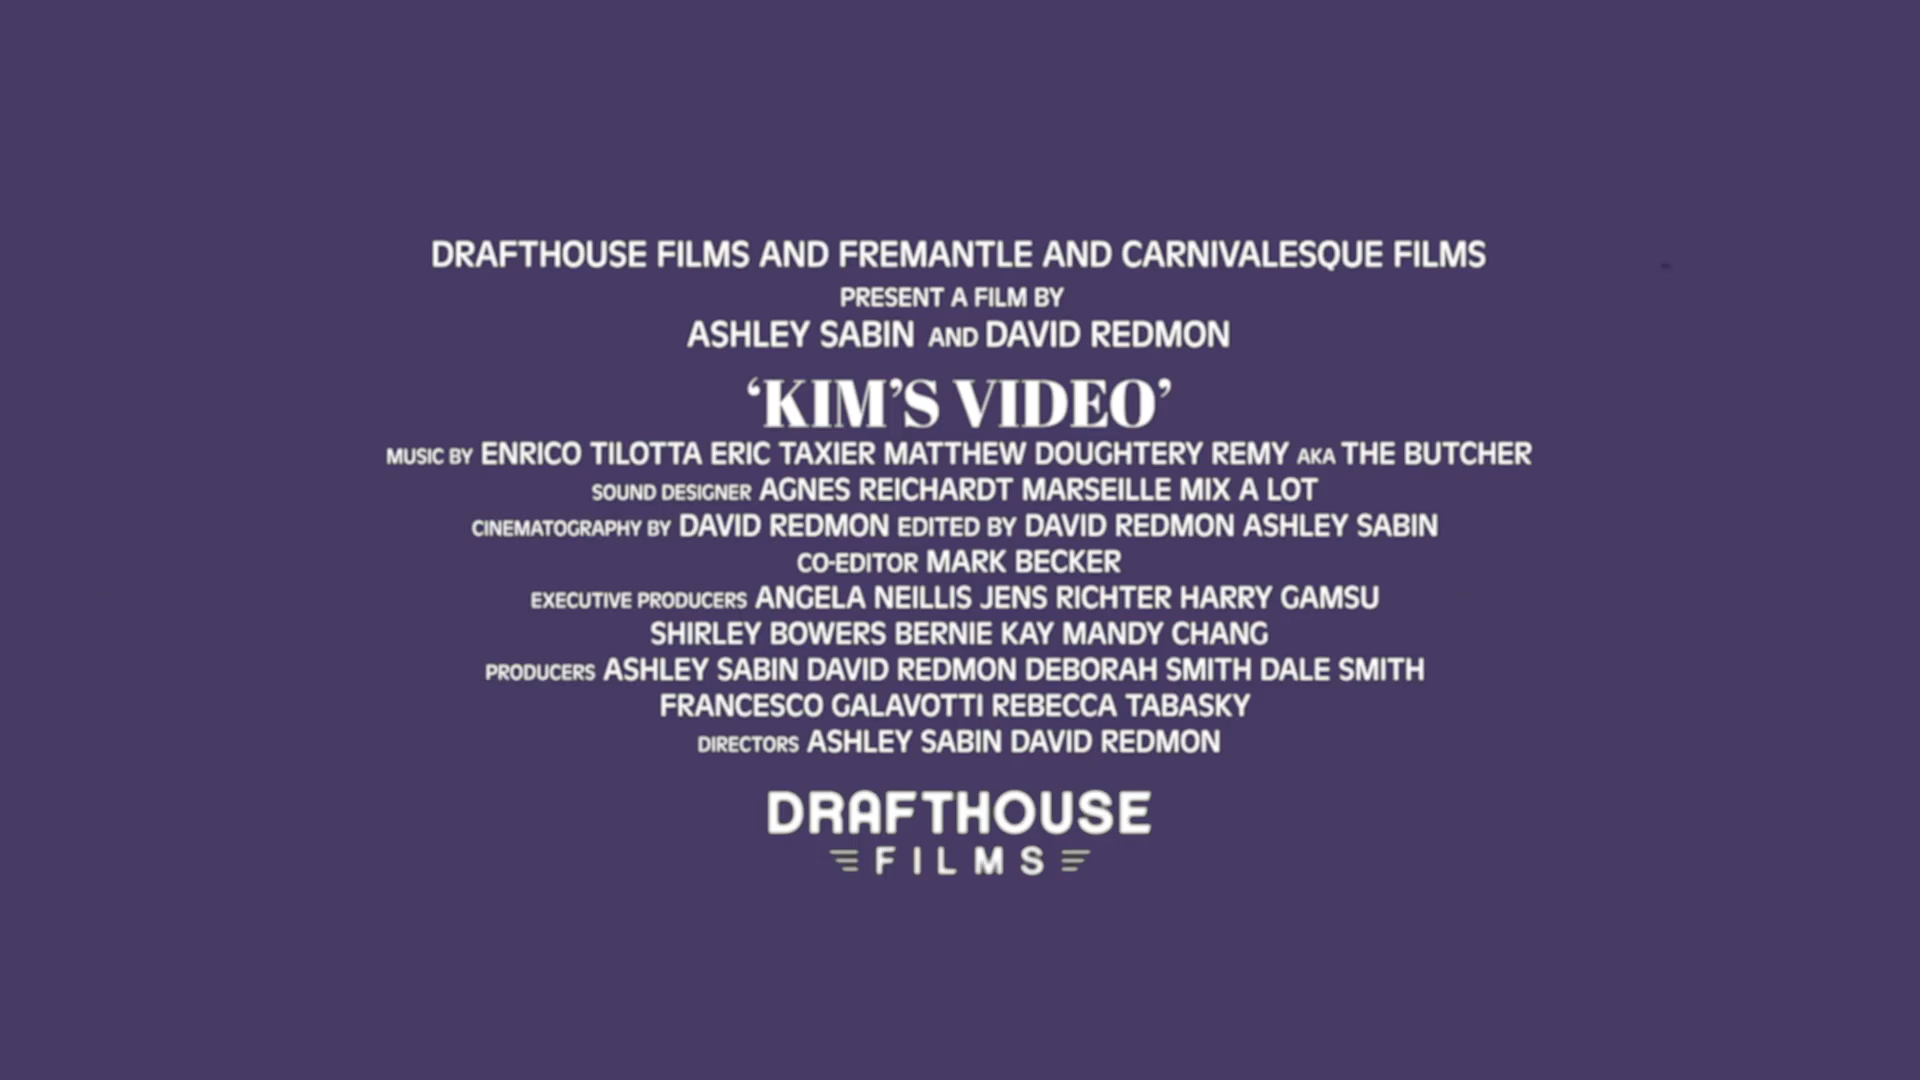 DRAFTHOUSE FILMS AND FREMANTLE AND CARNIVALESQUE FILMS
PRESENT A FILM BY
ASHLEY SABIN AND DAVID REDMON
‘KIM’S VIDEO’
MUSIC BY ENRICO TILOTTA ERIC TAXIER MATTHEW DOUGHTERY REMY AKA THE BUTCHER
SOUND DESIGNER AGNES REICHARDT MARSEILLE MIX A LOT
CINEMATOGRAPHY BY DAVID REDMON EDITED BY DAVID REDMON ASHLEY SABIN
CO-EDITOR MARK BECKER
EXECUTIVE PRODUCERS ANGELA NEILLIS JENS RICHTER HARRY GAMSU
SHIRLEY BOWERS BERNIE KAY MANDY CHANG
PRODUCERS ASHLEY SABIN DAVID REDMON DEBORAH SMITH DALE SMITH
FRANCESCO GALAVOTTI REBECCA TABASKY
DIRECTORS ASHLEY SABIN DAVID REDMON
DRAFTHOUSE
FILMS